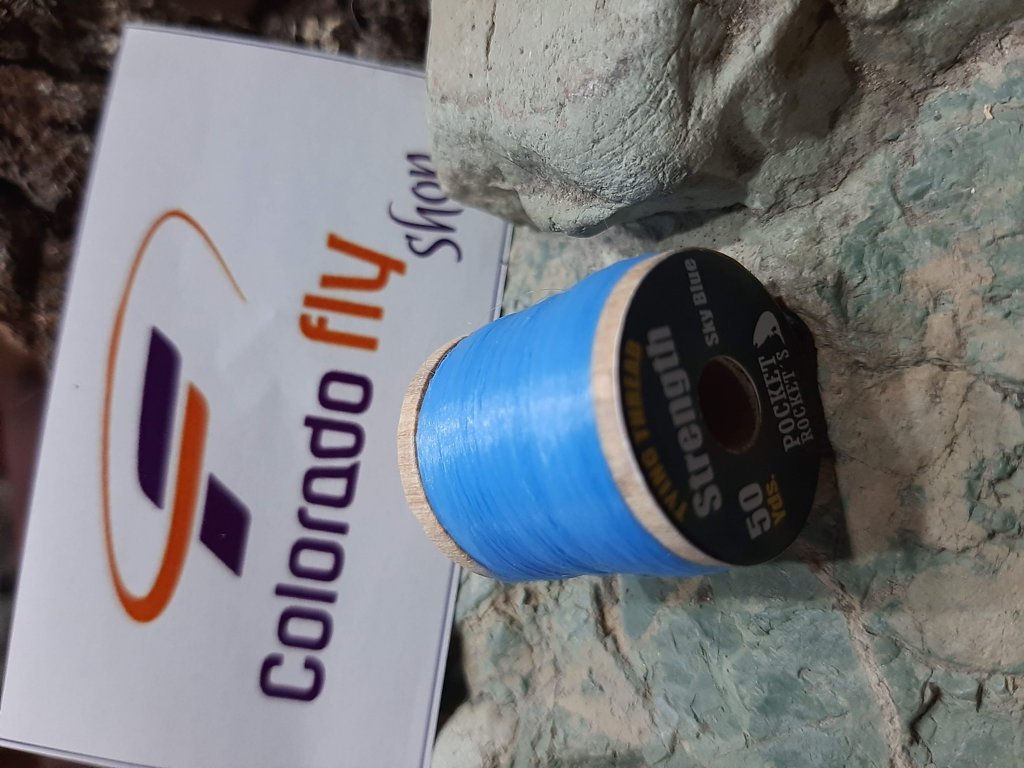 Colorado fly
Shop
Sky Blue
Strength
TYING THREAD
50
Yds.
POCKET
ROCKET'S